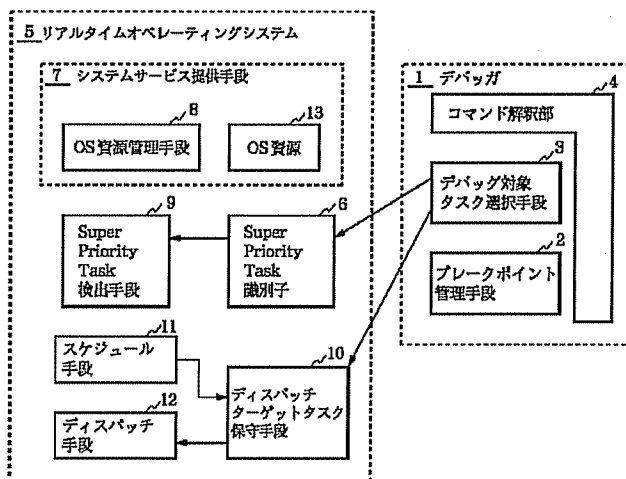 5 リアルタイムオペレーティングシステム
7 システムサービス提供手段
8
OS資源管理手段
13
OS資源
9
Super
Priority
Task
検出手段
6
Super
Priority
Task
識別子
11
スケジュール
手段
12
ディスパッチ
手段
10
ディスパッチ
ターゲットタスク
保守手段
1 デバッガ
4
コマンド解釈部
3
デバッグ対象
タスク選択手段
2
ブレークポイント
管理手段